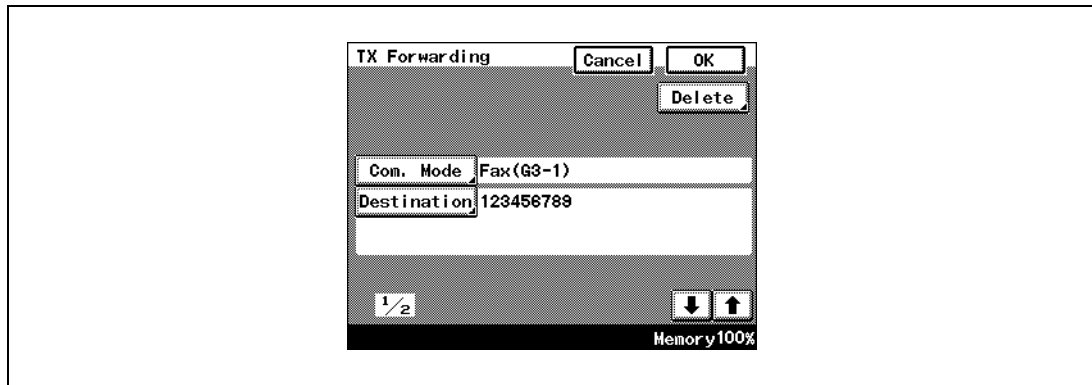 TX Forwarding Cancel OK
Delete
Com. Mode Fax(G3-1)
Destination 123456789
1/2
Memory100%